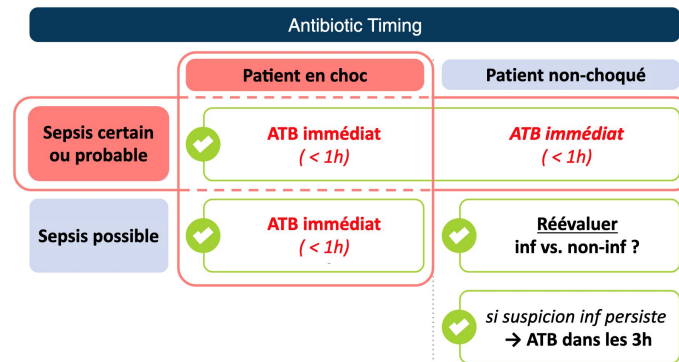 Antibiotic Timing
Patient en choc
Patient non-choqué
Sepsis certain
ou probable
ATB immédiat
( < 1h)
ATB immédiat
(< 1h)
Sepsis possible
ATB immédiat
(< 1h)
Réévaluer
inf vs. non-inf ?
si suspicion inf persiste
→ ATB dans les 3h